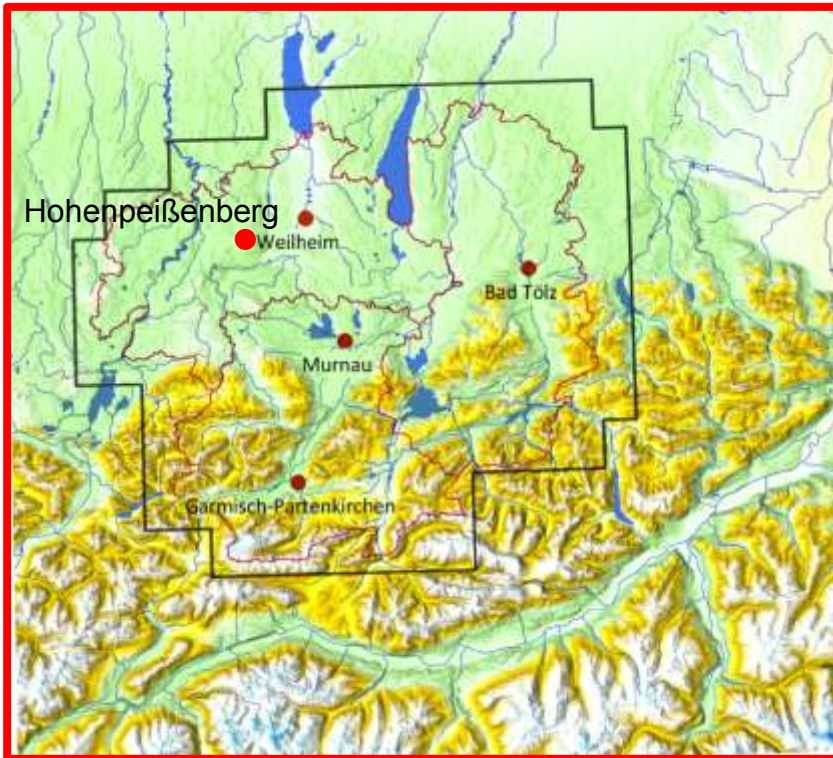 Hohenpeißenberg
Weilheim
Bad Tölz
Murnau
Garmisch-Partenkirchen